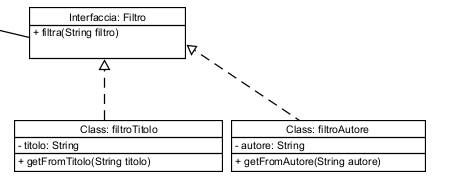 Interfaccia: Filtro
+ filtra(String filtro)
Class: filtroTitolo
- titolo: String
+ getFromTitolo(String titolo)
Class: filtroAutore
- autore: String
+ getFromAutore(String autore)